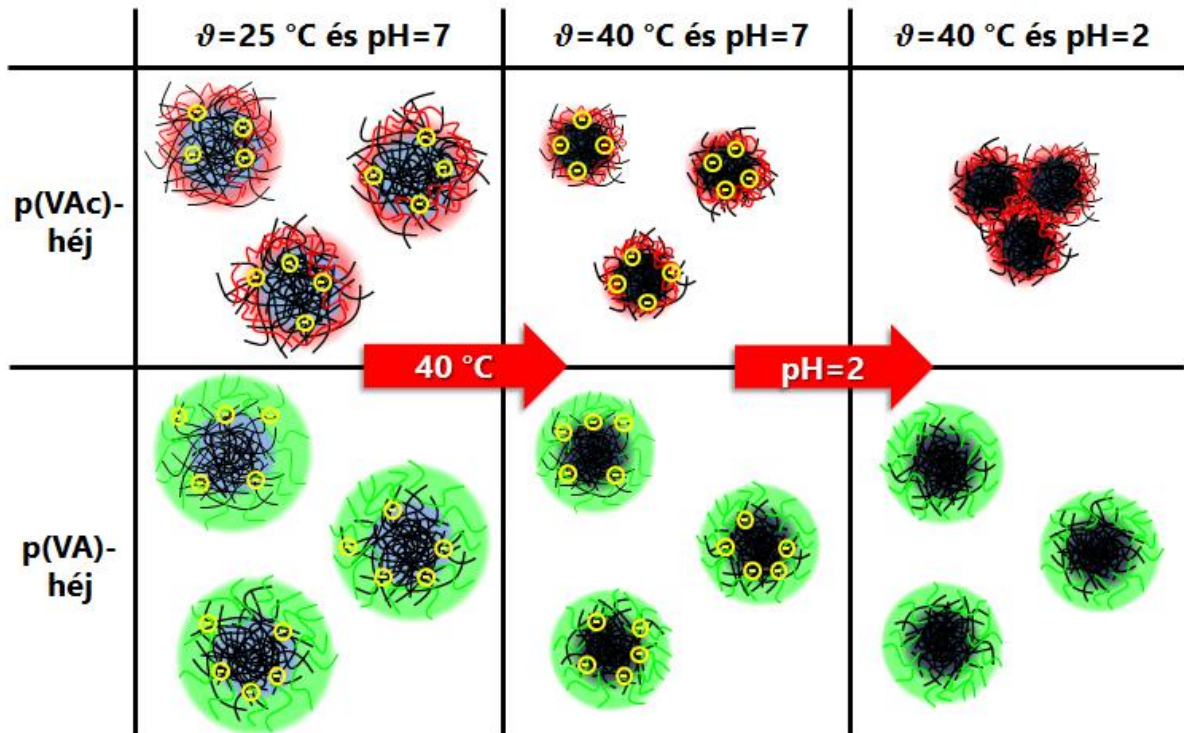 ϑ=25 °C és pH=7
ϑ=40 °C és pH=7
ϑ=40 °C és pH=2
p(VAc)-
héj
40 °C
pH=2
p(VA)-
héj